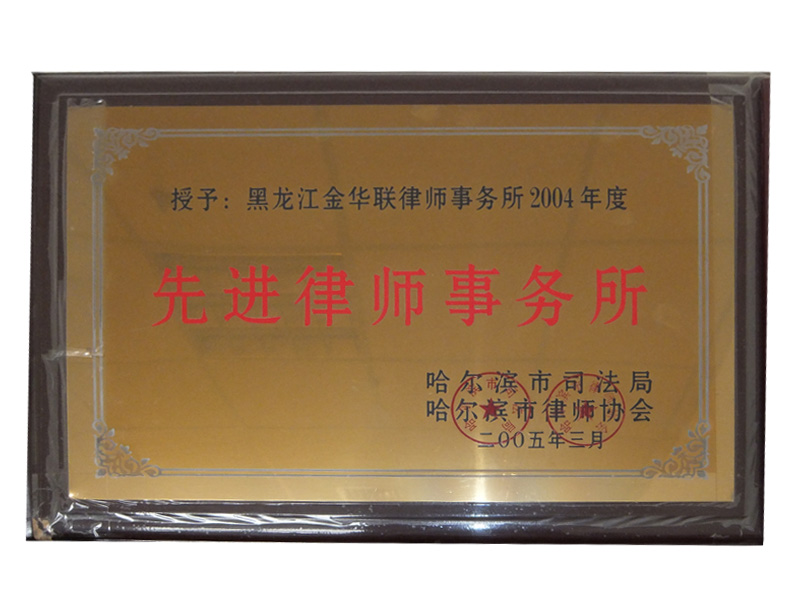 授予：黑龙江金华联律师事务所2004年度
先进律师事务所
哈尔滨市司法局
哈尔滨市律师协会
二00五年三月